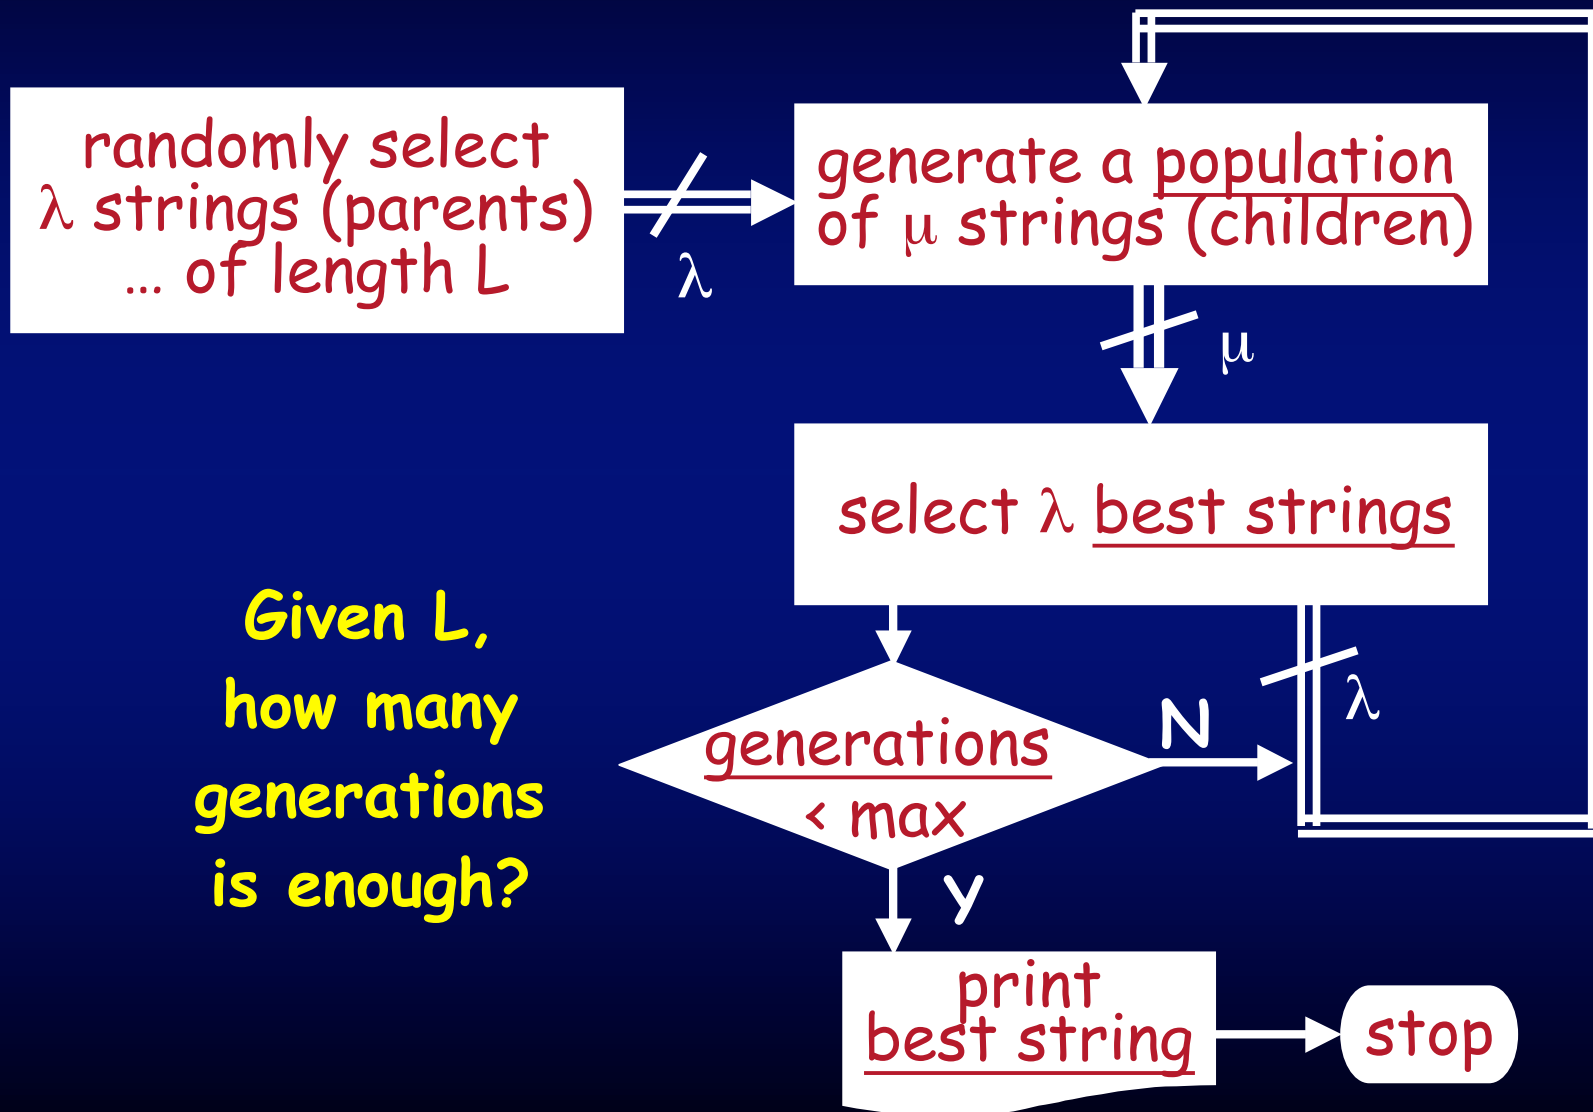 randomly select
λ strings (parents)
... of length L
λ
generate a population
of μ strings (children)
μ
select λ best strings
λ
Given L,
how many
generations
is enough?
generations
< max
N
Y
print
best string
stop